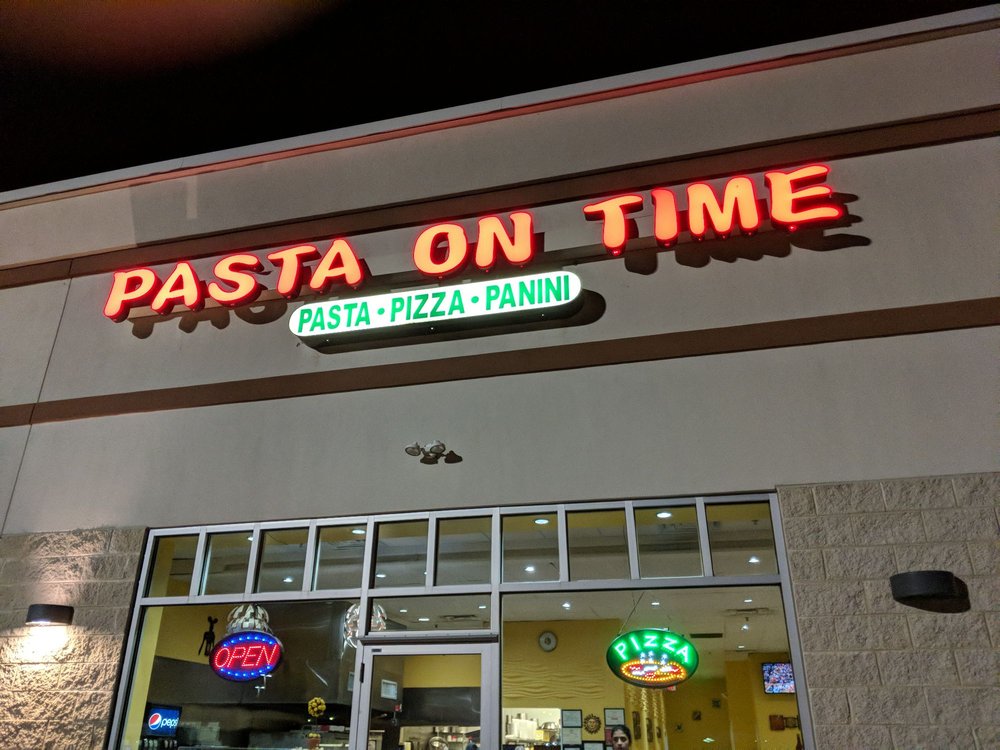 PASTA ON TIME
PASTA • PIZZA • PANINI
OPEN
PIZZA
pepsi